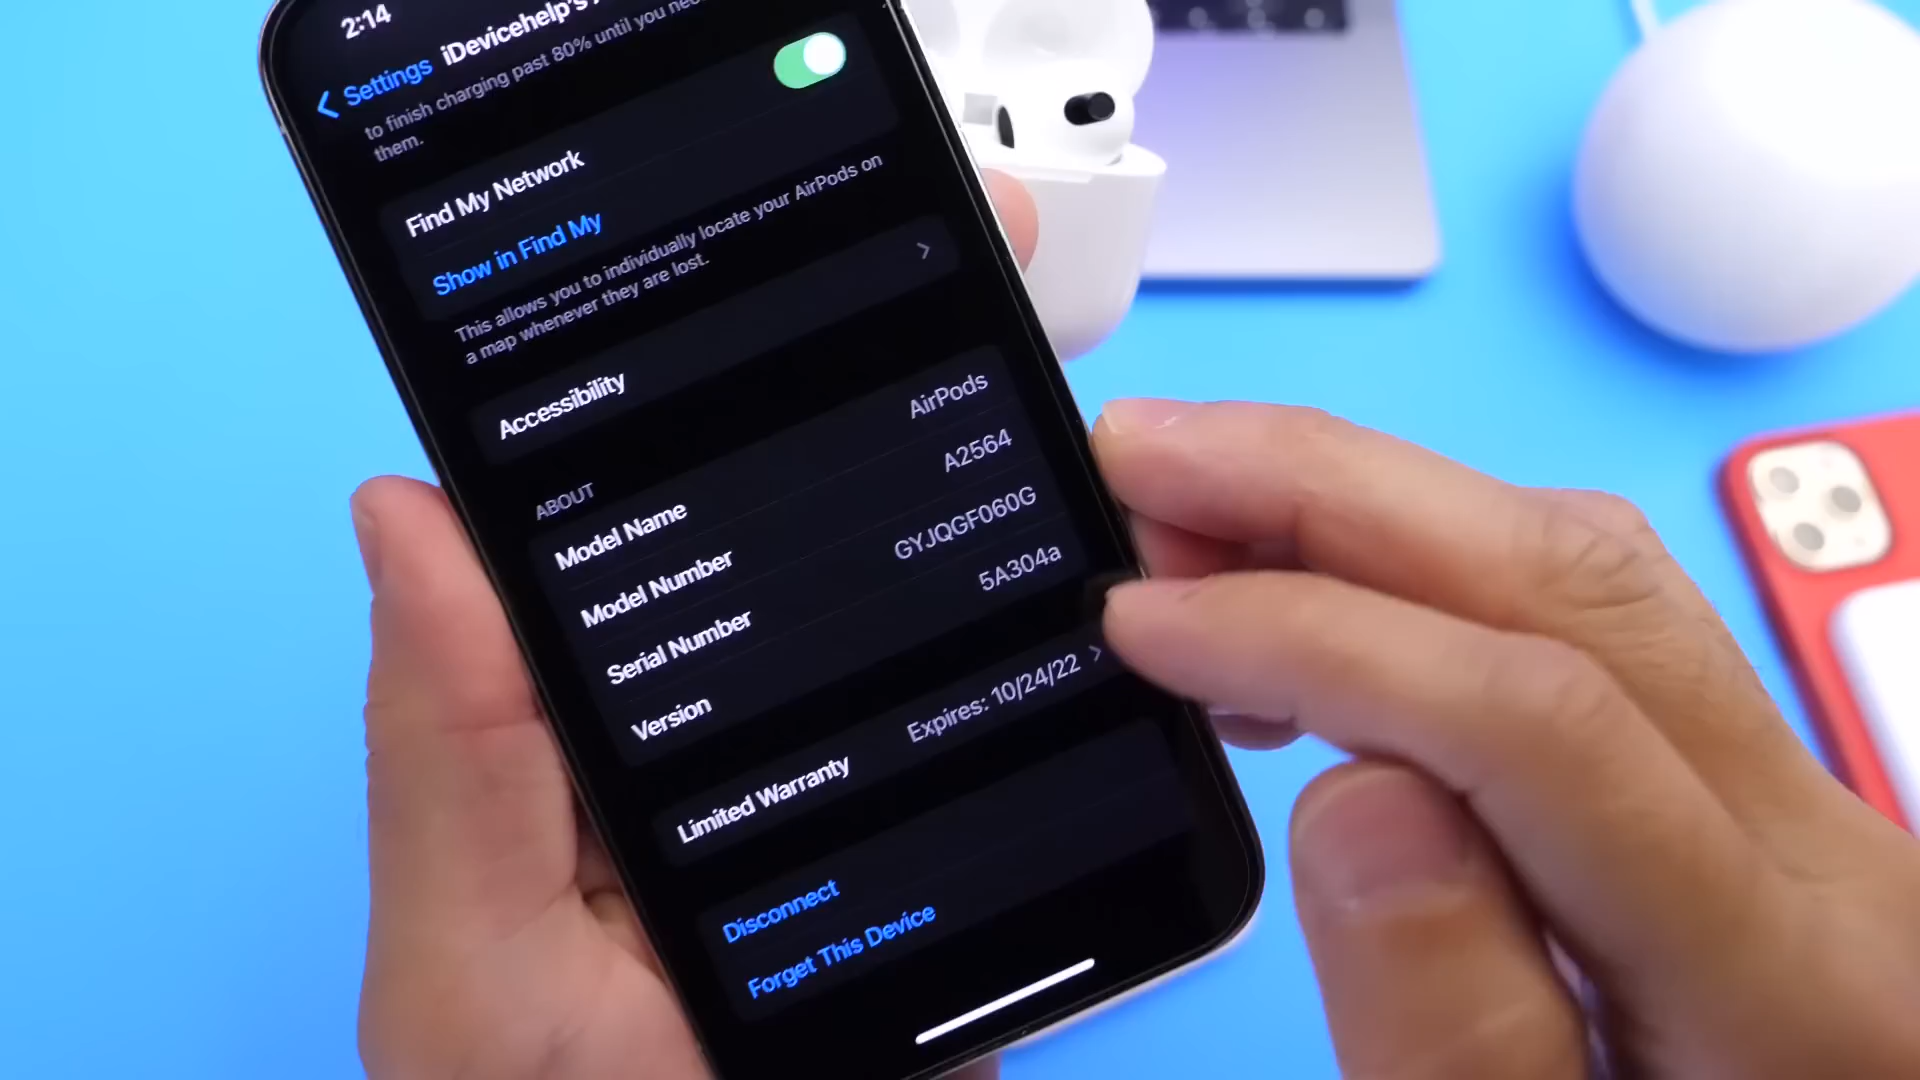 2:14
Settings iDevicehelp's
to finish charging past 80% until you
them.
Find My Network
Show in Find My
This allows you to individually locate your AirPods on
a map whenever they are lost.
Accessibility
ABOUT
Model Name AirPods
Model Number A2564
Serial Number GYJQGF060G
Version 5A304a
Limited Warranty Expires: 10/24/22
Disconnect
Forget This Device